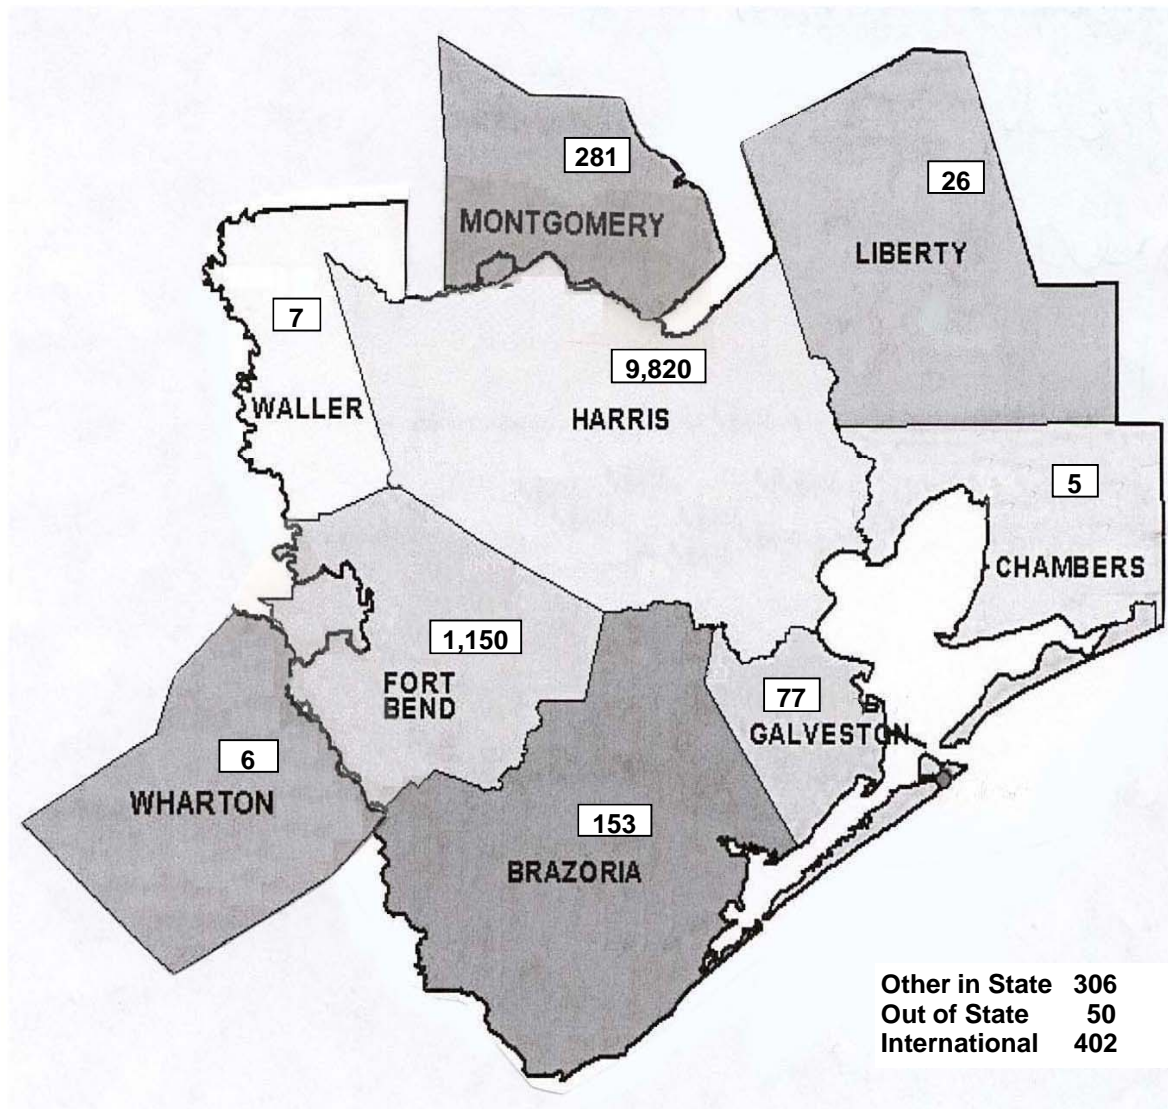 281
MONTGOMERY
26
LIBERTY
7
WALLER
9,820
HARRIS
5
CHAMBERS
1,150
FORT
BEND
77
GALVESTON
6
WHARTON
153
BRAZORIA
Other in State 306
Out of State 50
International 402